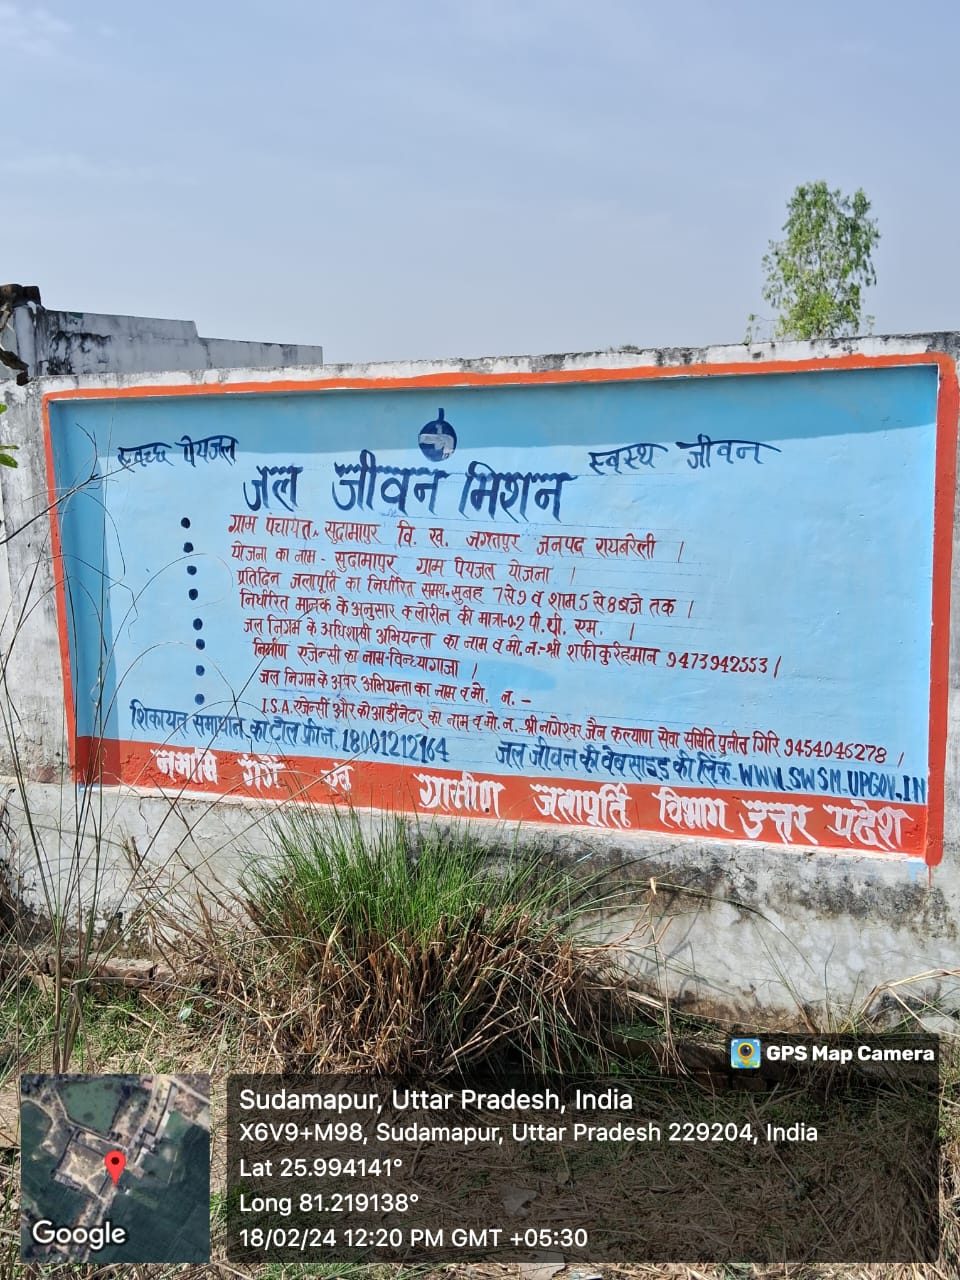 स्वच्छ पेयजल
स्वस्थ जीवन
जल जीवन मिशन
ग्राम पंचायत. सुदामापुर वि. ख. जगतपुर जनपद रायबरेली ।
योजना का नाम - सुदामापुर ग्राम पेयजल योजना ।
प्रतिदिन जलापूर्ति का निर्धारित समय. सुबह 7 से 9 व शाम 5 से 8 बजे तक ।
निर्धारित मानक के अनुसार क्लोरीन की मात्रा-0.2 पी. पी. एम. ।
जल निगम के अधिशाषी अभियन्ता का नाम व मो. न.- श्री शफीकुर्रहमान 9473942553 ।
निर्माण एजेन्सी का नाम-विन्ध्यागाजा ।
जल निगम के अवर अभियन्ता का नाम व मो. न. -
I.S.A. एजेन्सी और कोआर्डीनेटर का नाम व मो. न. श्री नागेश्वर जैन कल्याण सेवा समिति पुनीत गिरि 9454046278 ।
शिकायत समाधान का टोल फ्री न. 18001212164
जल जीवन की वेब साइड की लिंक- WWW.SWSM.UPGOV.IN
नमामि गंगे एवं ग्रामीण जलापूर्ति विभाग उत्तर प्रदेश
GPS Map Camera
Sudamapur, Uttar Pradesh, India
X6V9+M98, Sudamapur, Uttar Pradesh 229204, India
Lat 25.994141°
Long 81.219138°
18/02/24 12:20 PM GMT +05:30
Google